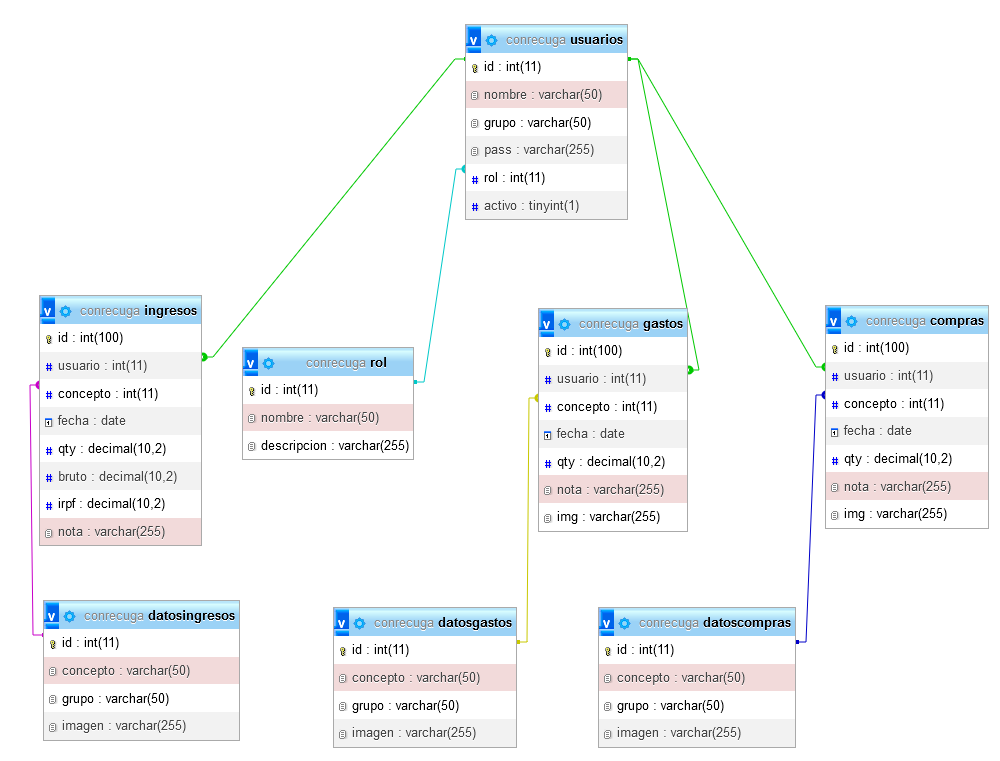 v conrecuga usuarios
id : int(11)
nombre : varchar(50)
grupo : varchar(50)
pass : varchar(255)
# rol : int(11)
# activo : tinyint(1)
v conrecuga ingresos
id : int(100)
# usuario : int(11)
# concepto : int(11)
fecha : date
# qty : decimal(10,2)
# bruto : decimal(10,2)
# irpf : decimal(10,2)
nota : varchar(255)
v conrecuga rol
id : int(11)
nombre : varchar(50)
descripcion : varchar(255)
v conrecuga gastos
id : int(100)
# usuario : int(11)
# concepto : int(11)
fecha : date
# qty : decimal(10,2)
nota : varchar(255)
img : varchar(255)
v conrecuga compras
id : int(100)
# usuario : int(11)
# concepto : int(11)
fecha : date
# qty : decimal(10,2)
nota : varchar(255)
img : varchar(255)
v conrecuga datosingresos
id : int(11)
concepto : varchar(50)
grupo : varchar(50)
imagen : varchar(255)
v conrecuga datosgastos
id : int(11)
concepto : varchar(50)
grupo : varchar(50)
imagen : varchar(255)
v conrecuga datoscompras
id : int(11)
concepto : varchar(50)
grupo : varchar(50)
imagen : varchar(255)